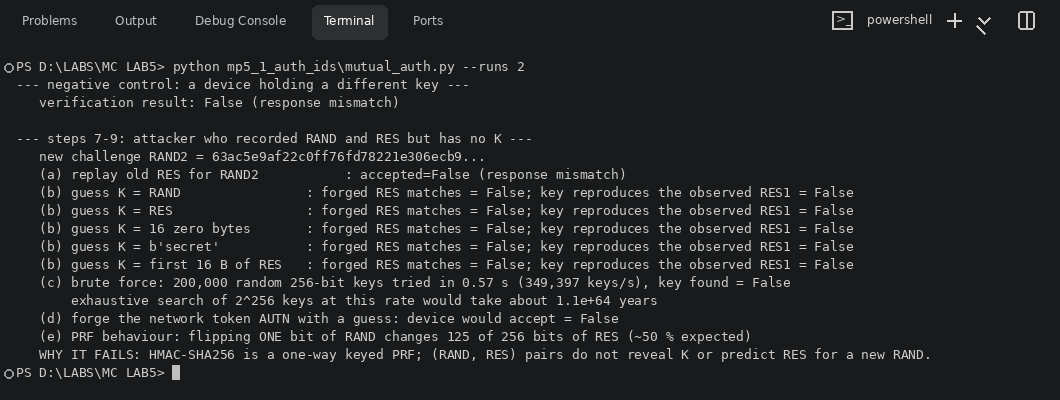 Problems Output Debug Console Terminal Ports powershell
PS D:\LABS\MC LAB5> python mp5_1_auth_ids\mutual_auth.py --runs 2
--- negative control: a device holding a different key ---
verification result: False (response mismatch)
--- steps 7-9: attacker who recorded RAND and RES but has no K ---
new challenge RAND2 = 63ac5e9af22c0ff76fd78221e306ecb9...
(a) replay old RES for RAND2 : accepted=False (response mismatch)
(b) guess K = RAND : forged RES matches = False; key reproduces the observed RES1 = False
(b) guess K = RES : forged RES matches = False; key reproduces the observed RES1 = False
(b) guess K = 16 zero bytes : forged RES matches = False; key reproduces the observed RES1 = False
(b) guess K = b'secret' : forged RES matches = False; key reproduces the observed RES1 = False
(b) guess K = first 16 B of RES : forged RES matches = False; key reproduces the observed RES1 = False
(c) brute force: 200,000 random 256-bit keys tried in 0.57 s (349,397 keys/s), key found = False
exhaustive search of 2^256 keys at this rate would take about 1.1e+64 years
(d) forge the network token AUTN with a guess: device would accept = False
(e) PRF behaviour: flipping ONE bit of RAND changes 125 of 256 bits of RES (~50 % expected)
WHY IT FAILS: HMAC-SHA256 is a one-way keyed PRF; (RAND, RES) pairs do not reveal K or predict RES for a new RAND.
PS D:\LABS\MC LAB5>